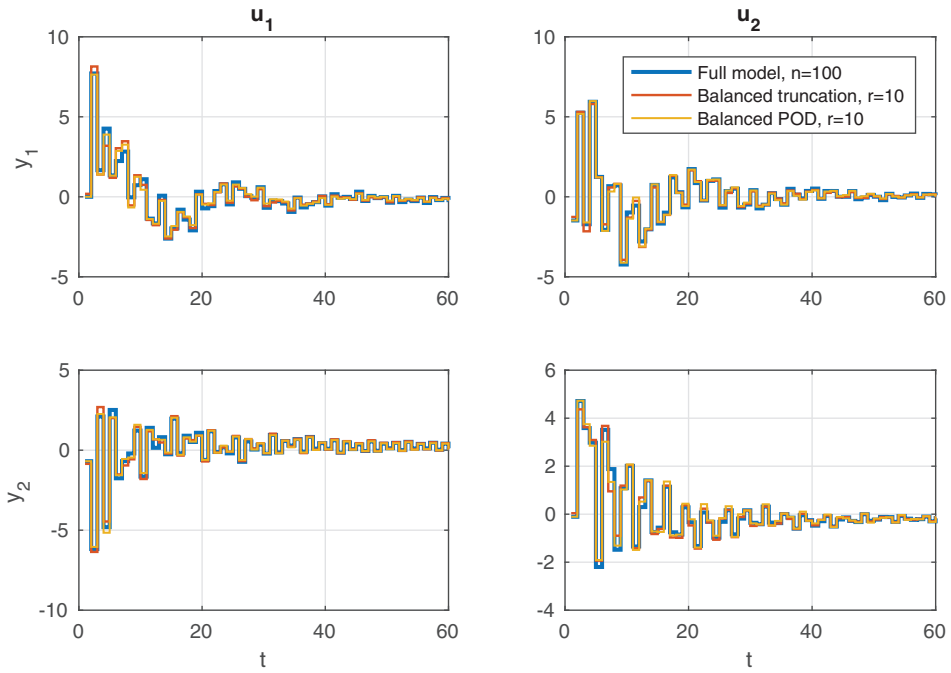 u1 u2
10 10
Full model, n=100
Balanced truncation, r=10
Balanced POD, r=10
5 5
y1
0 0
-5 -5
0 20 40 60 0 20 40 60
5 6
4
0 2
y2
-5 0
-2
-10 -4
0 20 40 60 0 20 40 60
t t